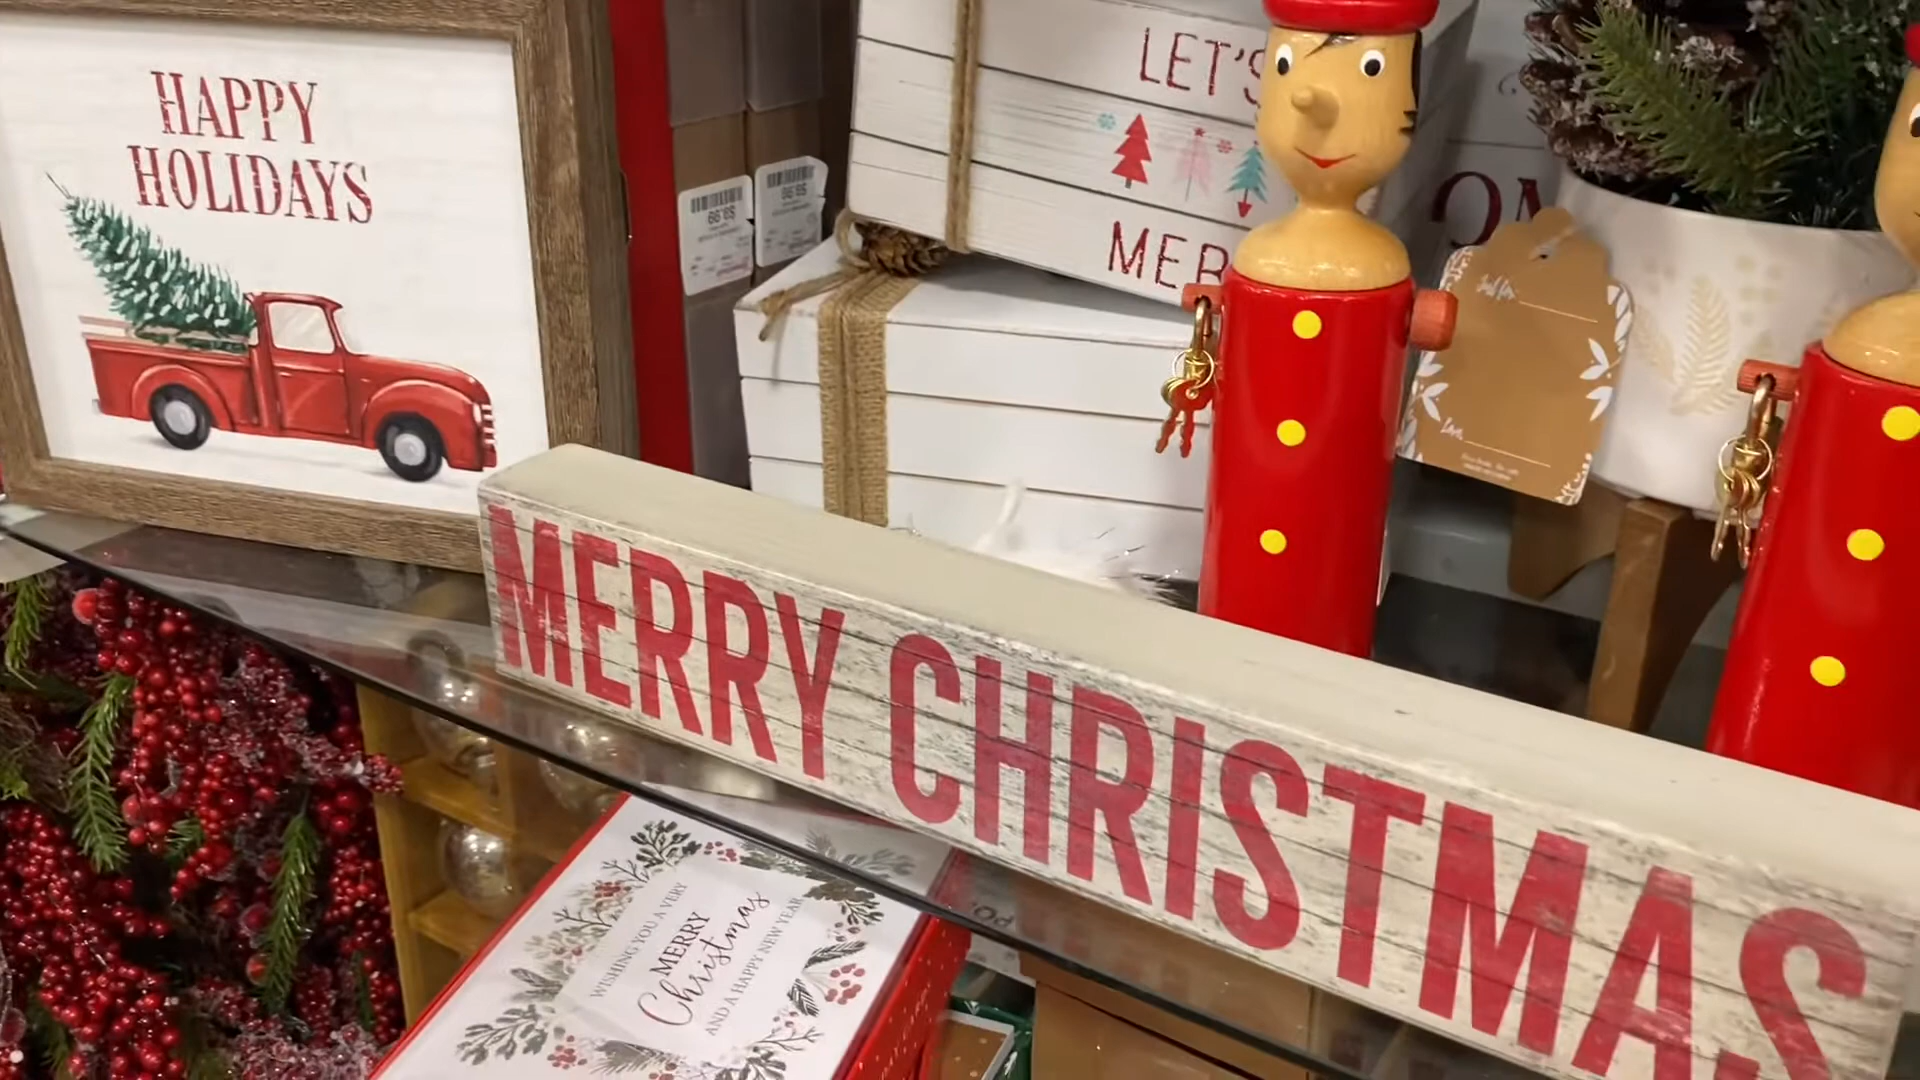 HAPPY
HOLIDAYS
LET'S
MER
MERRY CHRISTMAS
WISHING YOU A VERY
MERRY
Christmas
AND A HAPPY NEW YEAR